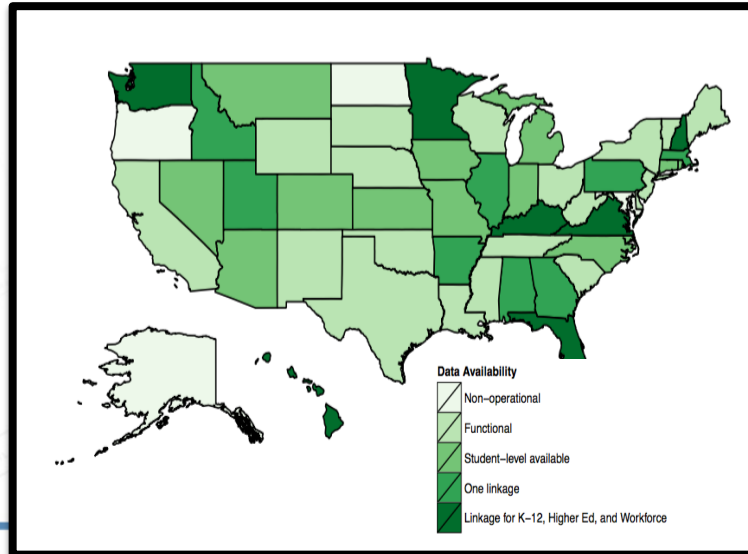 Data Availability
Non-operational
Functional
Student-level available
One linkage
Linkage for K-12, Higher Ed, and Workforce